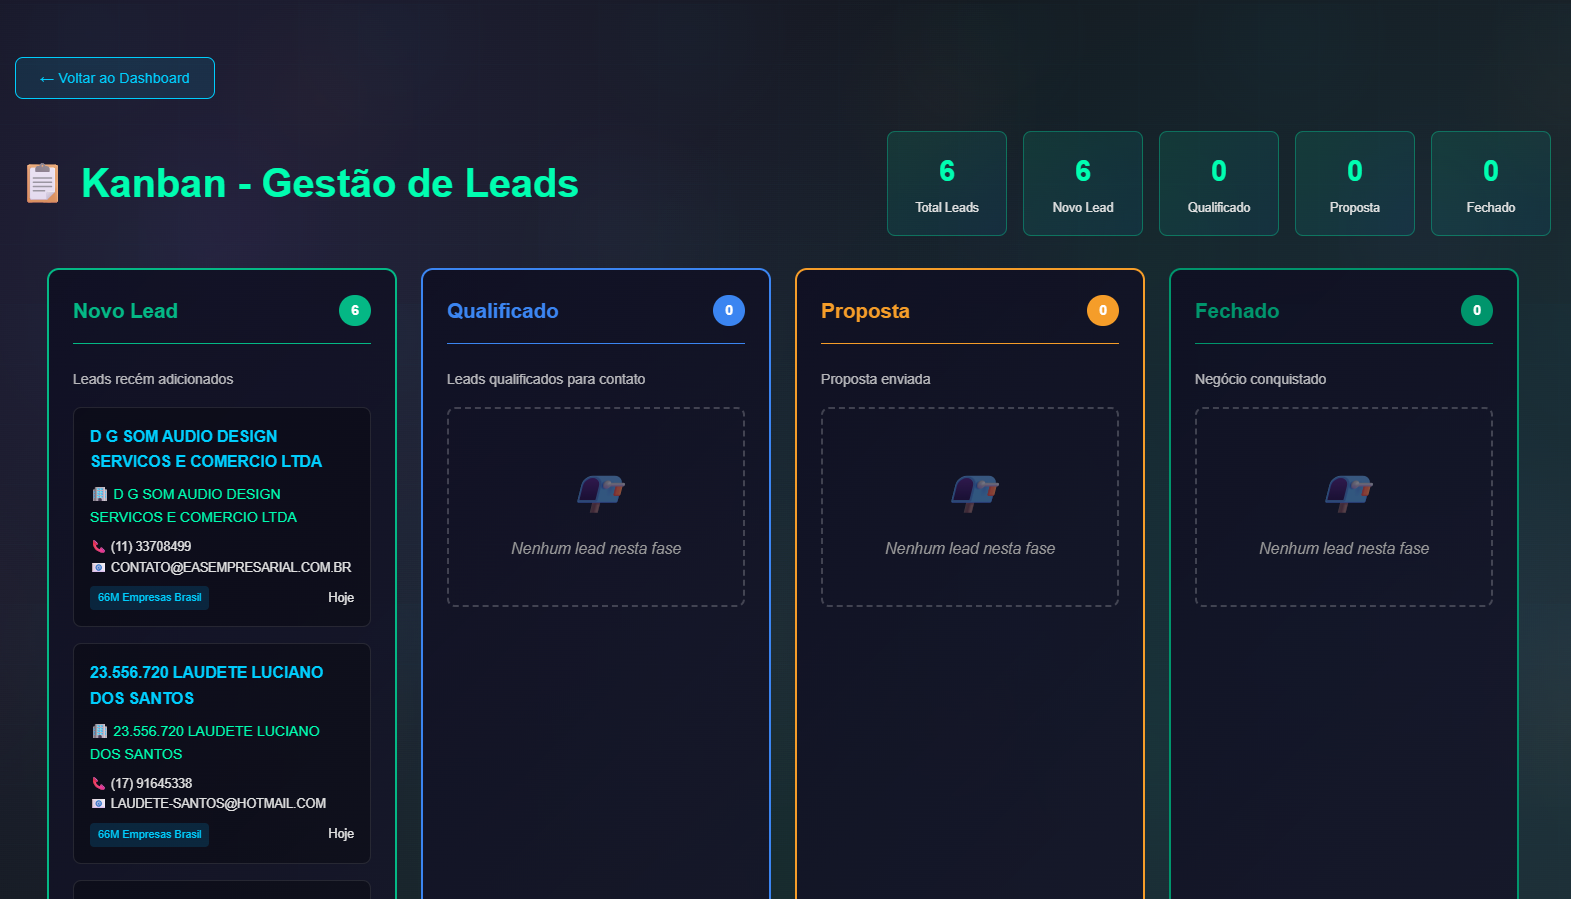 ← Voltar ao Dashboard
Kanban - Gestão de Leads
6
Total Leads
6
Novo Lead
0
Qualificado
0
Proposta
0
Fechado
Novo Lead
6
Leads recém adicionados
D G SOM AUDIO DESIGN
SERVICOS E COMERCIO LTDA
D G SOM AUDIO DESIGN
SERVICOS E COMERCIO LTDA
(11) 33708499
CONTATO@EASEMPRESARIAL.COM.BR
66M Empresas Brasil
Hoje
23.556.720 LAUDETE LUCIANO
DOS SANTOS
23.556.720 LAUDETE LUCIANO
DOS SANTOS
(17) 91645338
LAUDETE-SANTOS@HOTMAIL.COM
66M Empresas Brasil
Hoje
Qualificado
0
Leads qualificados para contato
Nenhum lead nesta fase
Proposta
0
Proposta enviada
Nenhum lead nesta fase
Fechado
0
Negócio conquistado
Nenhum lead nesta fase